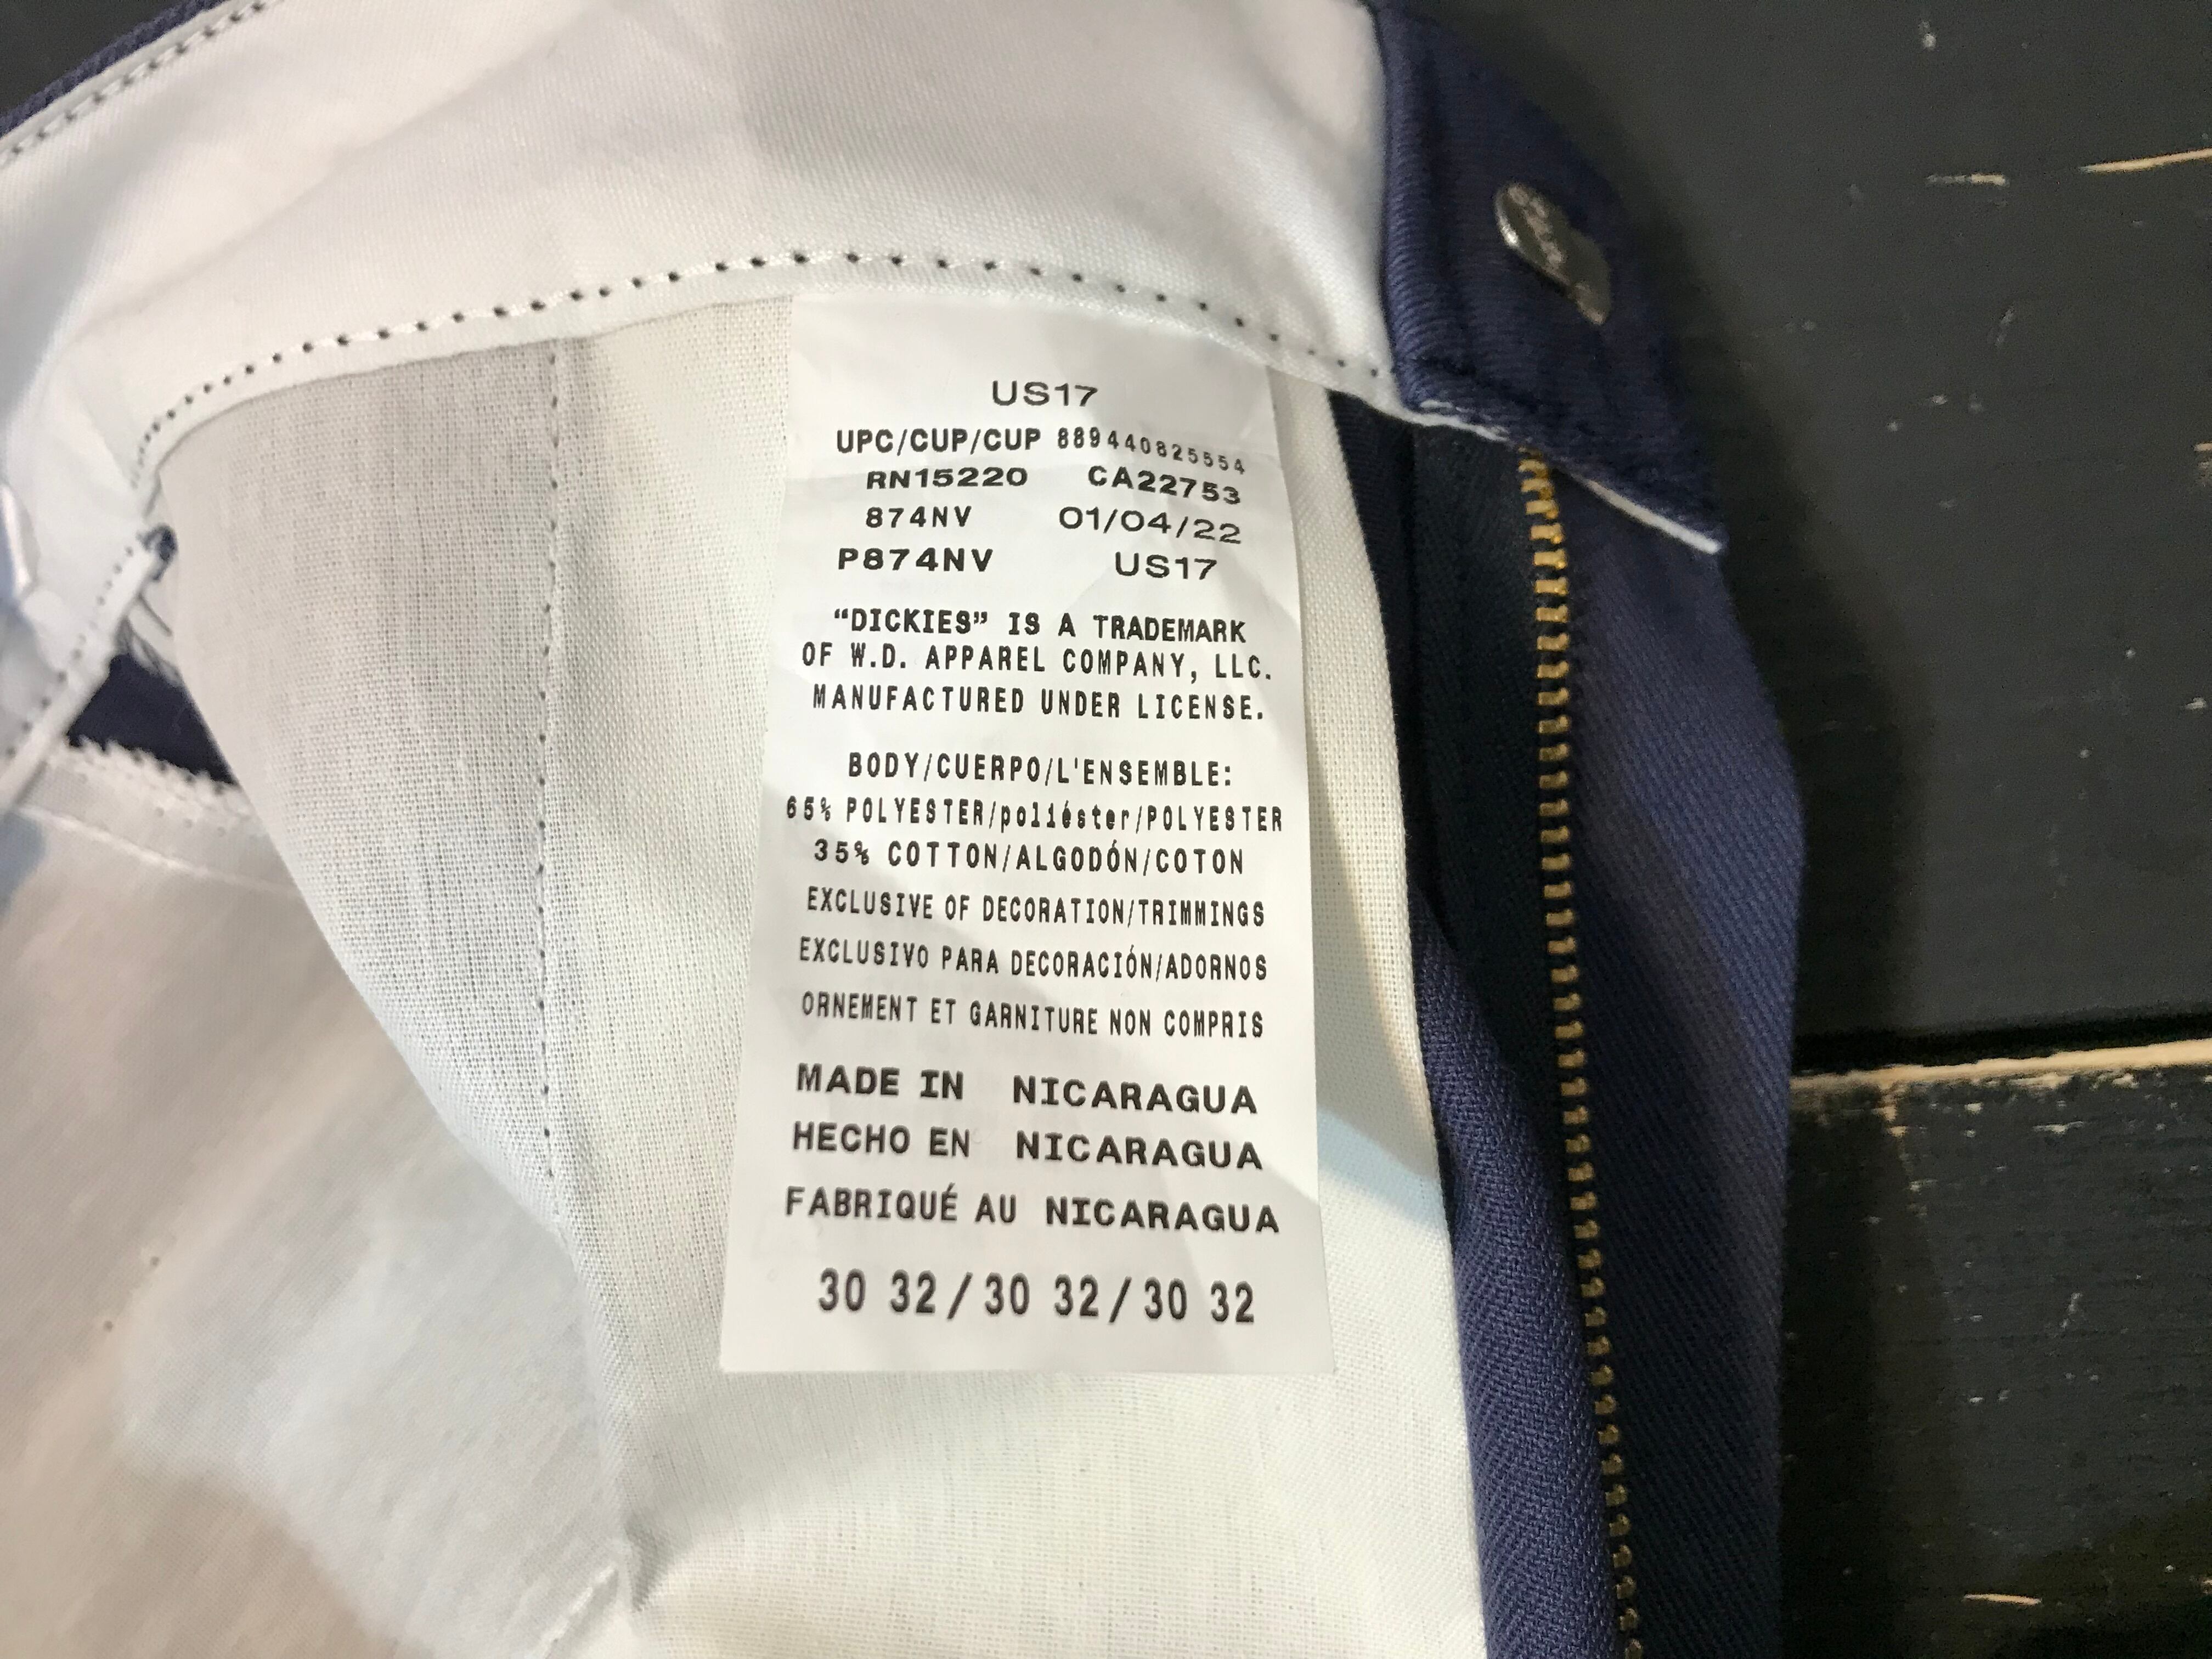 US17
UPC/CUP/CUP 889440825554
RN15220 CA22753
874NV 01/04/22
P874NV US17
“DICKIES” IS A TRADEMARK
OF W.D. APPAREL COMPANY, LLC.
MANUFACTURED UNDER LICENSE.
BODY/CUERPO/L'ENSEMBLE:
65% POLYESTER/poliéster/POLYESTER
35% COTTON/ALGODÓN/COTON
EXCLUSIVE OF DECORATION/TRIMMINGS
EXCLUSIVO PARA DECORACIÓN/ADORNOS
ORNEMENT ET GARNITURE NON COMPRIS
MADE IN NICARAGUA
HECHO EN NICARAGUA
FABRIQUÉ AU NICARAGUA
30 32/30 32/30 32